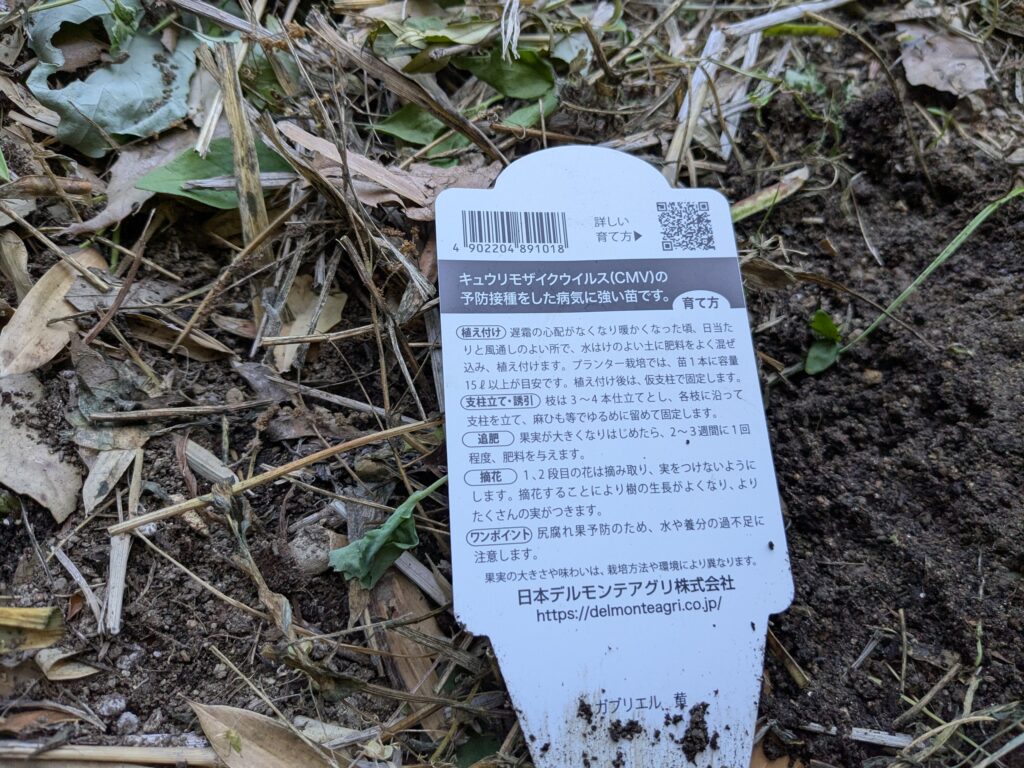 4 902204 891018
詳しい
育て方▶
キュウリモザイクウイルス(CMV)の
予防接種をした病気に強い苗です。
育て方
植え付け 遅霜の心配がなくなり暖かくなった頃、日当た
りと風通しのよい所で、水はけのよい土に肥料をよく混ぜ
込み、植え付けます。プランター栽培では、苗1本に容量
15ℓ以上が目安です。植え付け後は、仮支柱で固定します。
支柱立て・誘引 枝は3〜4本仕立てとし、各枝に沿って
支柱を立て、麻ひも等でゆるめに留めて固定します。
追肥 果実が大きくなりはじめたら、2〜3週間に1回
程度、肥料を与えます。
摘花 1、2段目の花は摘み取り、実をつけないように
します。摘花することにより樹の生長がよくなり、より
たくさんの実がつきます。
ワンポイント 尻腐れ果予防のため、水や養分の過不足に
注意します。
果実の大きさや味わいは、栽培方法や環境により異なります。
日本デルモンテアグリ株式会社
https://delmonteagri.co.jp/
ガブリエル 葉